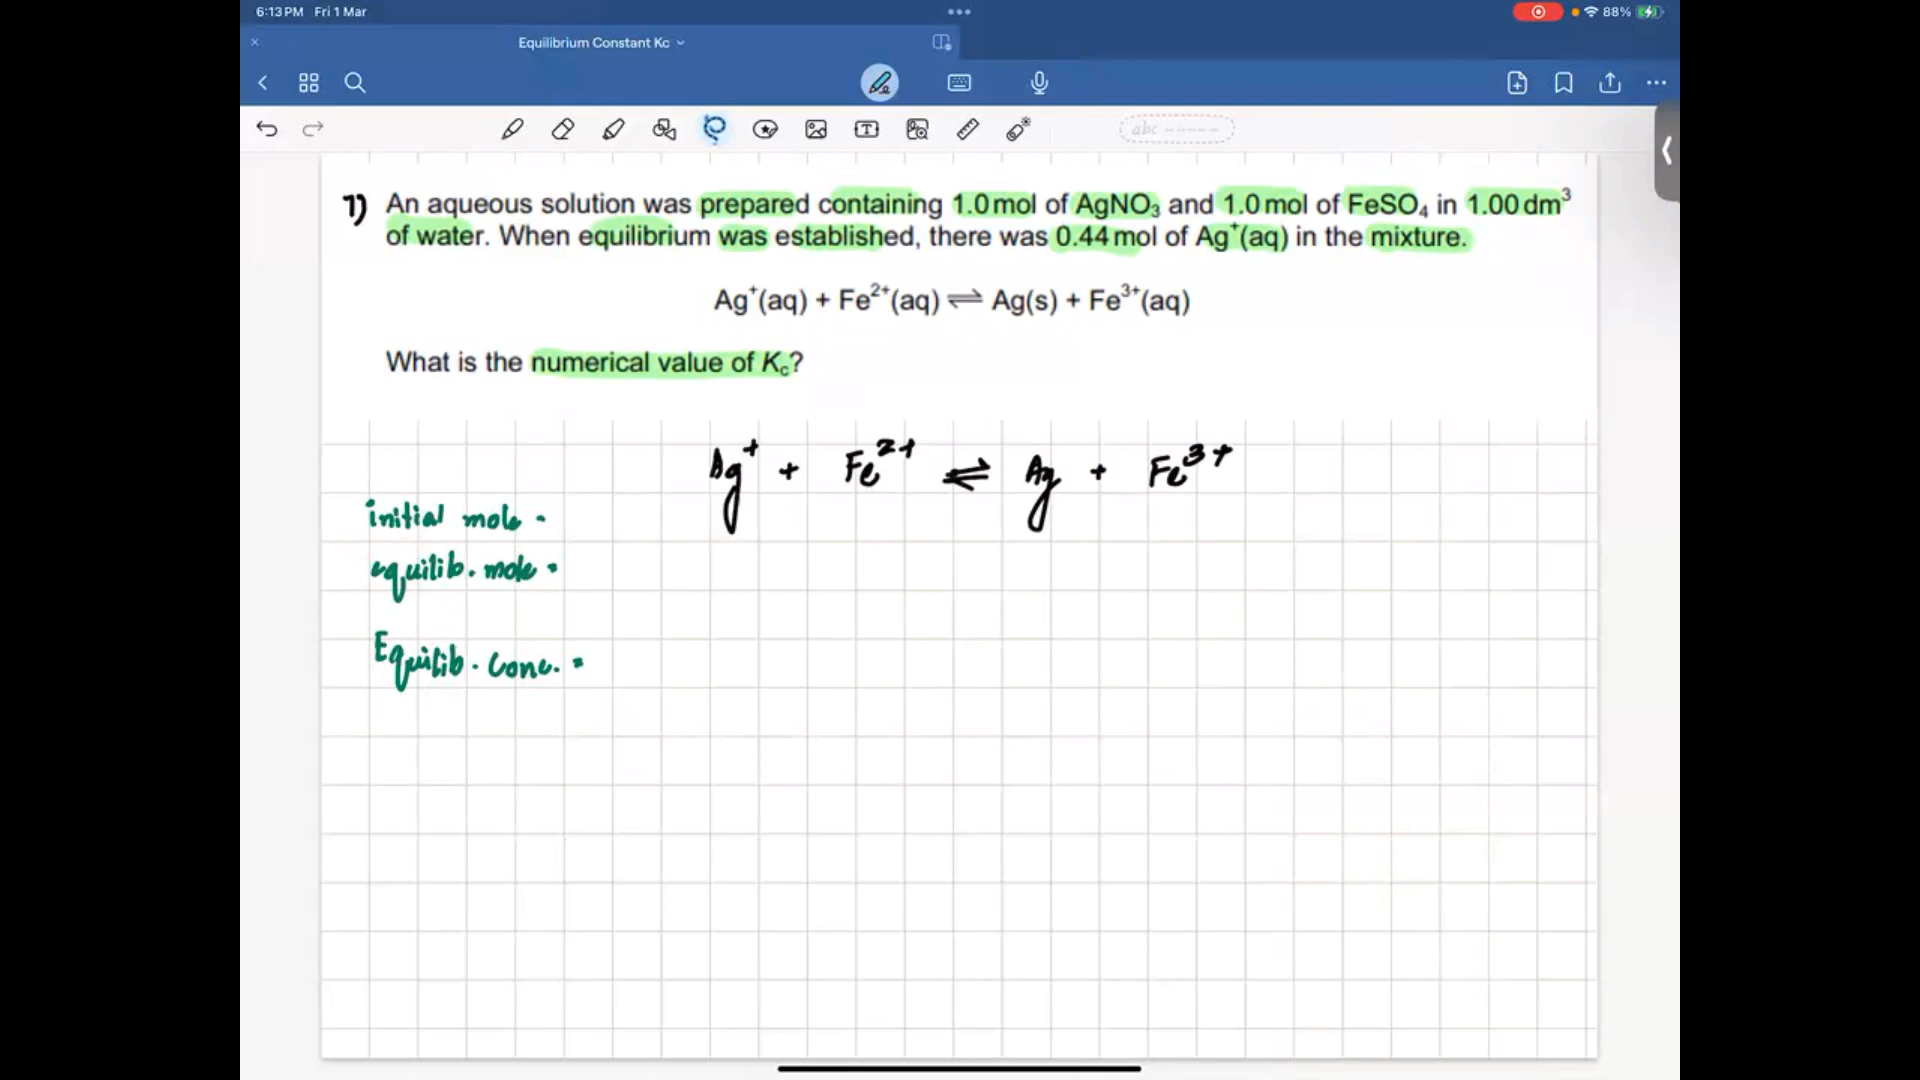 6:13 PM Fri 1 Mar
88%
Equilibrium Constant Kc
abc
7) An aqueous solution was prepared containing 1.0 mol of AgNO₃ and 1.0 mol of FeSO₄ in 1.00 dm³
of water. When equilibrium was established, there was 0.44 mol of Ag⁺(aq) in the mixture.
Ag⁺(aq) + Fe²⁺(aq) ⇌ Ag(s) + Fe³⁺(aq)
What is the numerical value of Kc?
Ag⁺ + Fe²⁺ ⇌ Ag + Fe³⁺
initial mole -
equilib. mole -
Equilib. Conc. =